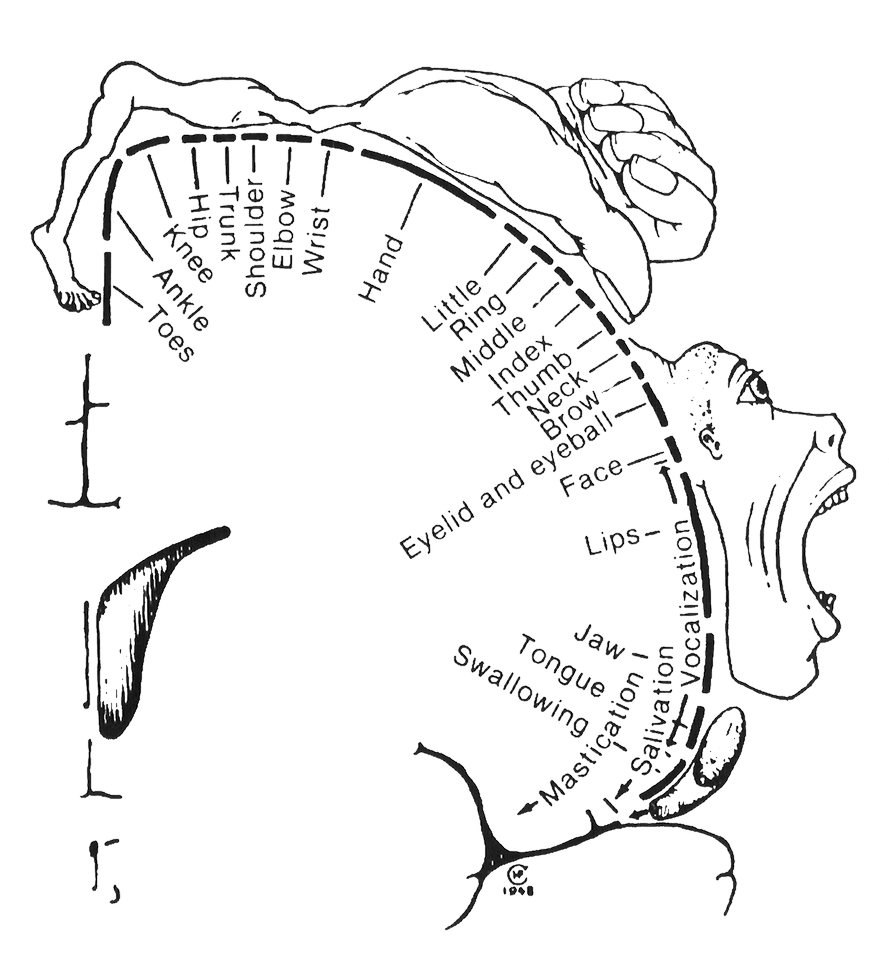 Toes
Ankle
Knee
Hip
Trunk
Shoulder
Elbow
Wrist
Hand
Little
Ring
Middle
Index
Thumb
Neck
Brow
Eyelid and eyeball
Face
Lips
Vocalization
Jaw
Tongue
Swallowing
Salivation
Mastication
1948